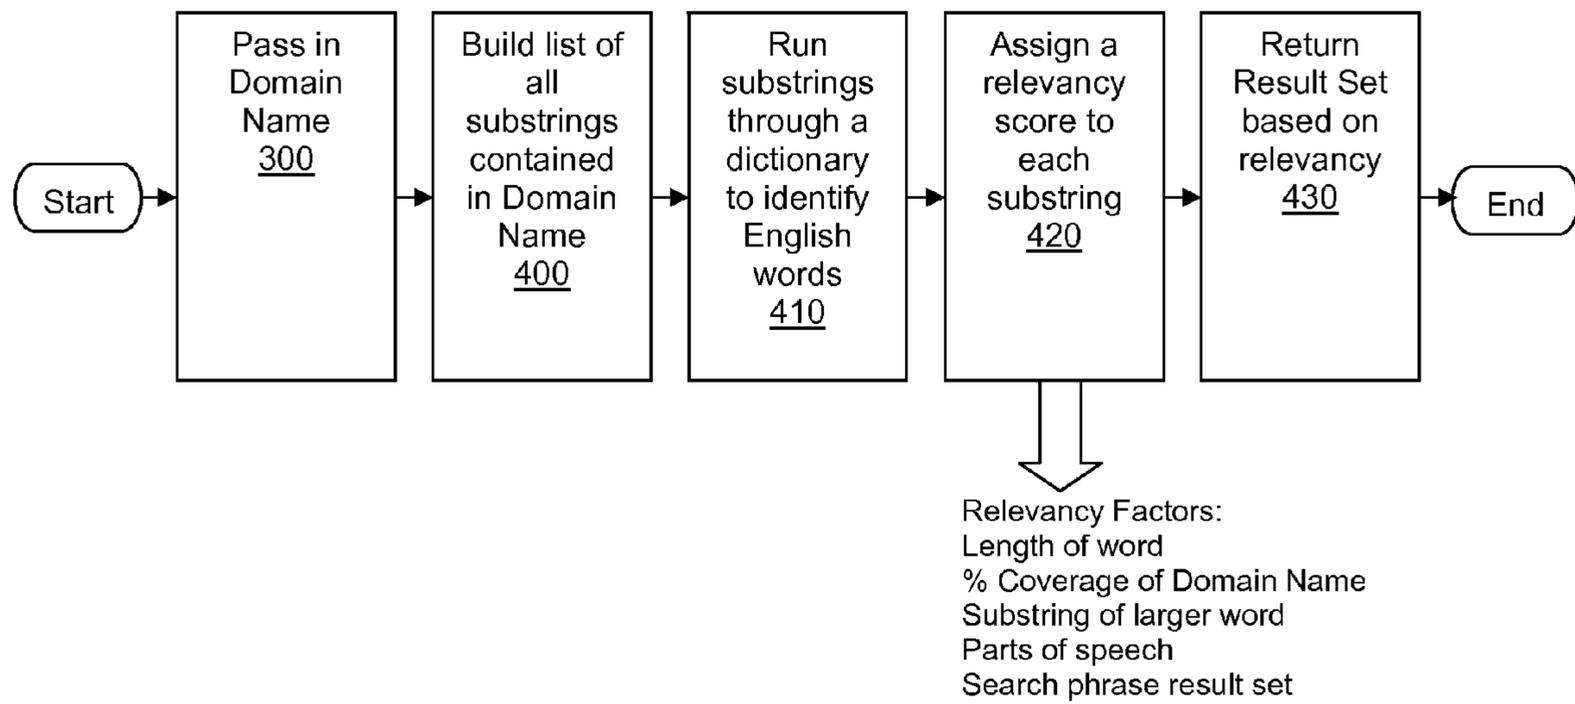 Start
Pass in
Domain
Name
300
Build list of
all
substrings
contained
in Domain
Name
400
Run
substrings
through a
dictionary
to identify
English
words
410
Assign a
relevancy
score to
each
substring
420
Return
Result Set
based on
relevancy
430
End
Relevancy Factors:
Length of word
% Coverage of Domain Name
Substring of larger word
Parts of speech
Search phrase result set